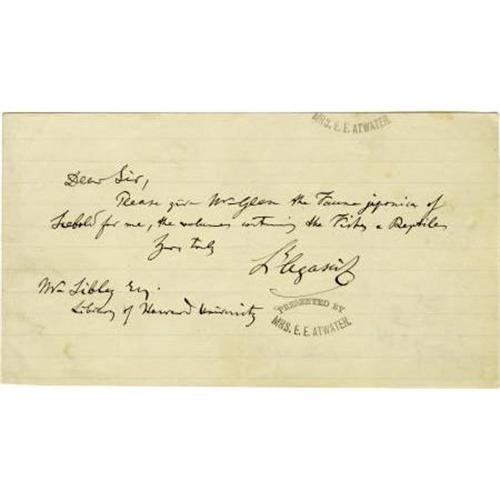 MRS. E. E. ATWATER.
Dear Sir,
Please give Mr Glen the Fauna japonica of
Siebold for me, the volumes containing the Fishes & Reptiles
Yours truly
L Agassiz
Mr Sibley Esq.
Library of Harvard University
PRESENTED BY
MRS. E. E. ATWATER.